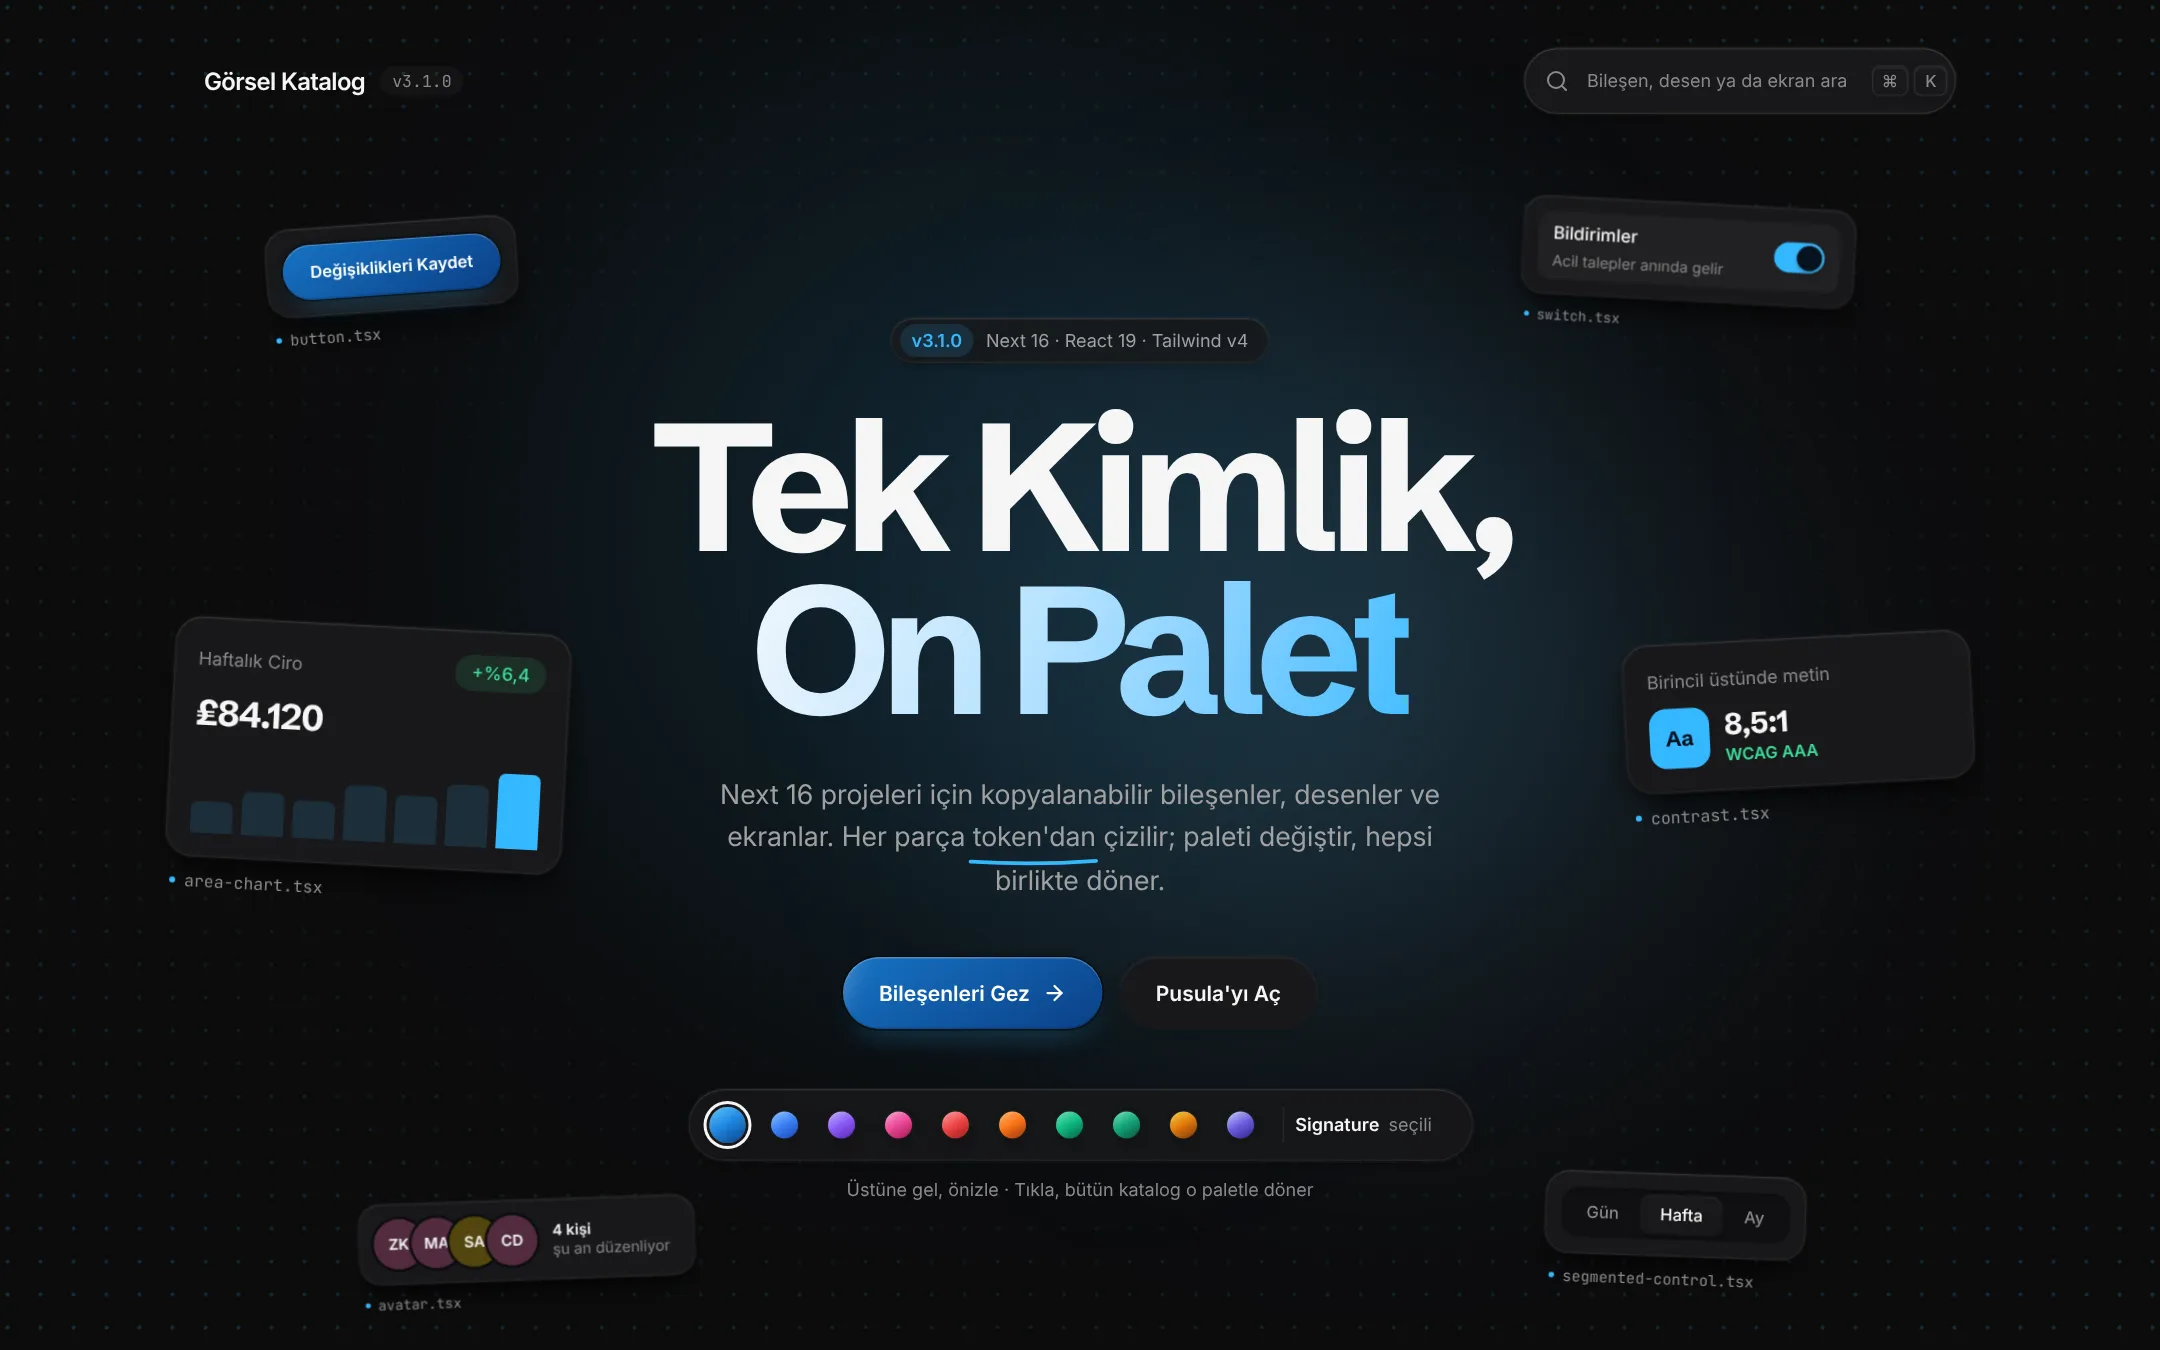 Görsel Katalog v3.1.0
Bileşen, desen ya da ekran ara ⌘ K
Değişiklikleri Kaydet
button.tsx
Bildirimler
Acil talepler anında gelir
switch.tsx
v3.1.0 Next 16 · React 19 · Tailwind v4
Tek Kimlik,
On Palet
Haftalık Ciro
+%6,4
₤84.120
area-chart.tsx
Birincil üstünde metin
Aa
8,5:1
WCAG AAA
contrast.tsx
Next 16 projeleri için kopyalanabilir bileşenler, desenler ve
ekranlar. Her parça token'dan çizilir; paleti değiştir, hepsi
birlikte döner.
Bileşenleri Gez →
Pusula'yı Aç
Signature seçili
Üstüne gel, önizle · Tıkla, bütün katalog o paletle döner
ZK MA SA CD
4 kişi
şu an düzenliyor
avatar.tsx
Gün Hafta Ay
segmented-control.tsx